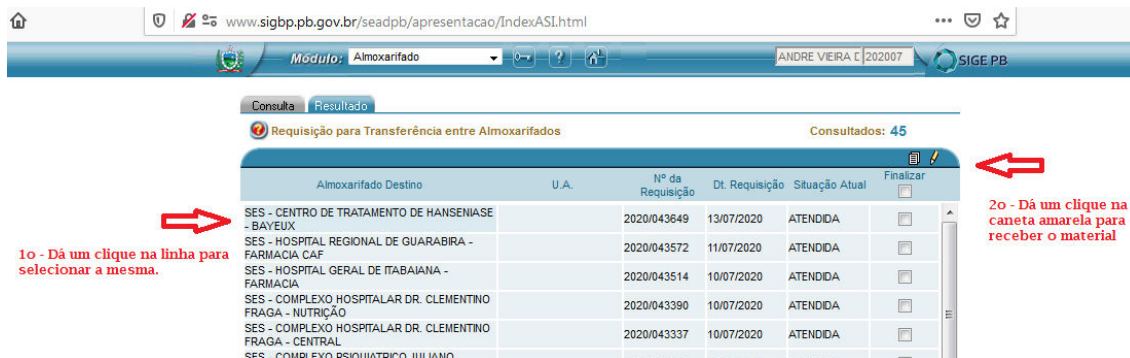 www.sigbp.pb.gov.br/seadpb/apresentacao/IndexASI.html
Módulo: Almoxarifado
ANDRE VIEIRA D 202007
SIGE PB
Consulta Resultado
Requisição para Transferência entre Almoxarifados Consultados: 45
Almoxarifado Destino U.A. Nº da Requisição Dt. Requisição Situação Atual Finalizar
SES - CENTRO DE TRATAMENTO DE HANSENIASE
- BAYEUX 2020/043649 13/07/2020 ATENDIDA
SES - HOSPITAL REGIONAL DE GUARABIRA -
FARMACIA CAF 2020/043572 11/07/2020 ATENDIDA
SES - HOSPITAL GERAL DE ITABAIANA -
FARMACIA 2020/043514 10/07/2020 ATENDIDA
SES - COMPLEXO HOSPITALAR DR. CLEMENTINO
FRAGA - NUTRIÇÃO 2020/043390 10/07/2020 ATENDIDA
SES - COMPLEXO HOSPITALAR DR. CLEMENTINO
FRAGA - CENTRAL 2020/043337 10/07/2020 ATENDIDA
SES - COMPLEXO PSIQUIATRICO JULIANO
1o - Dá um clique na linha para
selecionar a mesma.
2o - Dá um clique na
caneta amarela para
receber o material